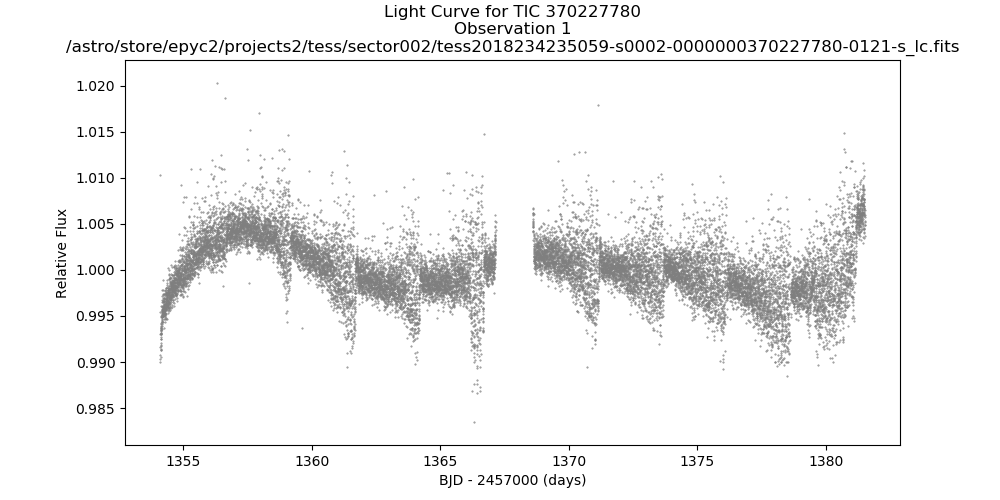 Light Curve for TIC 370227780
Observation 1
/astro/store/epyc2/projects2/tess/sector002/tess2018234235059-s0002-0000000370227780-0121-s_lc.fits
1.020
1.015
1.010
1.005
1.000
0.995
0.990
0.985
Relative Flux
1355 1360 1365 1370 1375 1380
BJD - 2457000 (days)